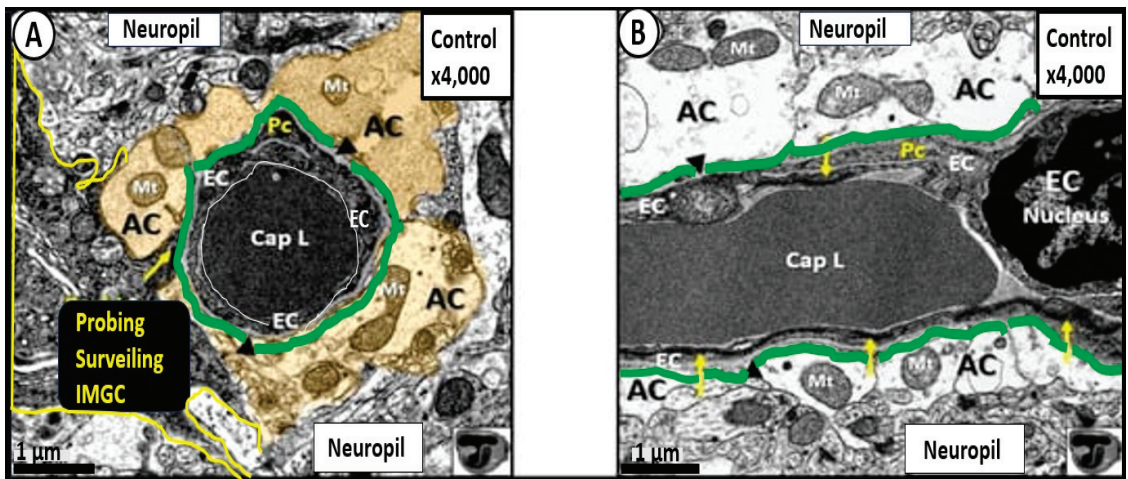 A
Neuropil
Control
x4,000
Mt
AC
Pc
Mt
EC
EC
AC
Cap L
Mt
AC
EC
Probing
Surveiling
IMGC
Neuropil
1 µm
B
Neuropil
Control
x4,000
Mt
AC
Mt
AC
Pc
EC
EC
EC
Nucleus
Cap L
EC
AC
Mt
Mt
AC
Neuropil
1 µm